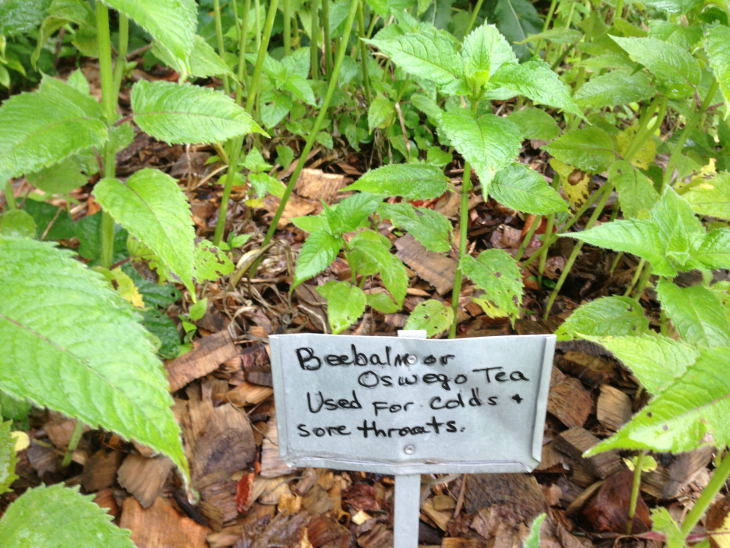 Beebalm or
Oswego Tea
Used For colds +
sore throats.